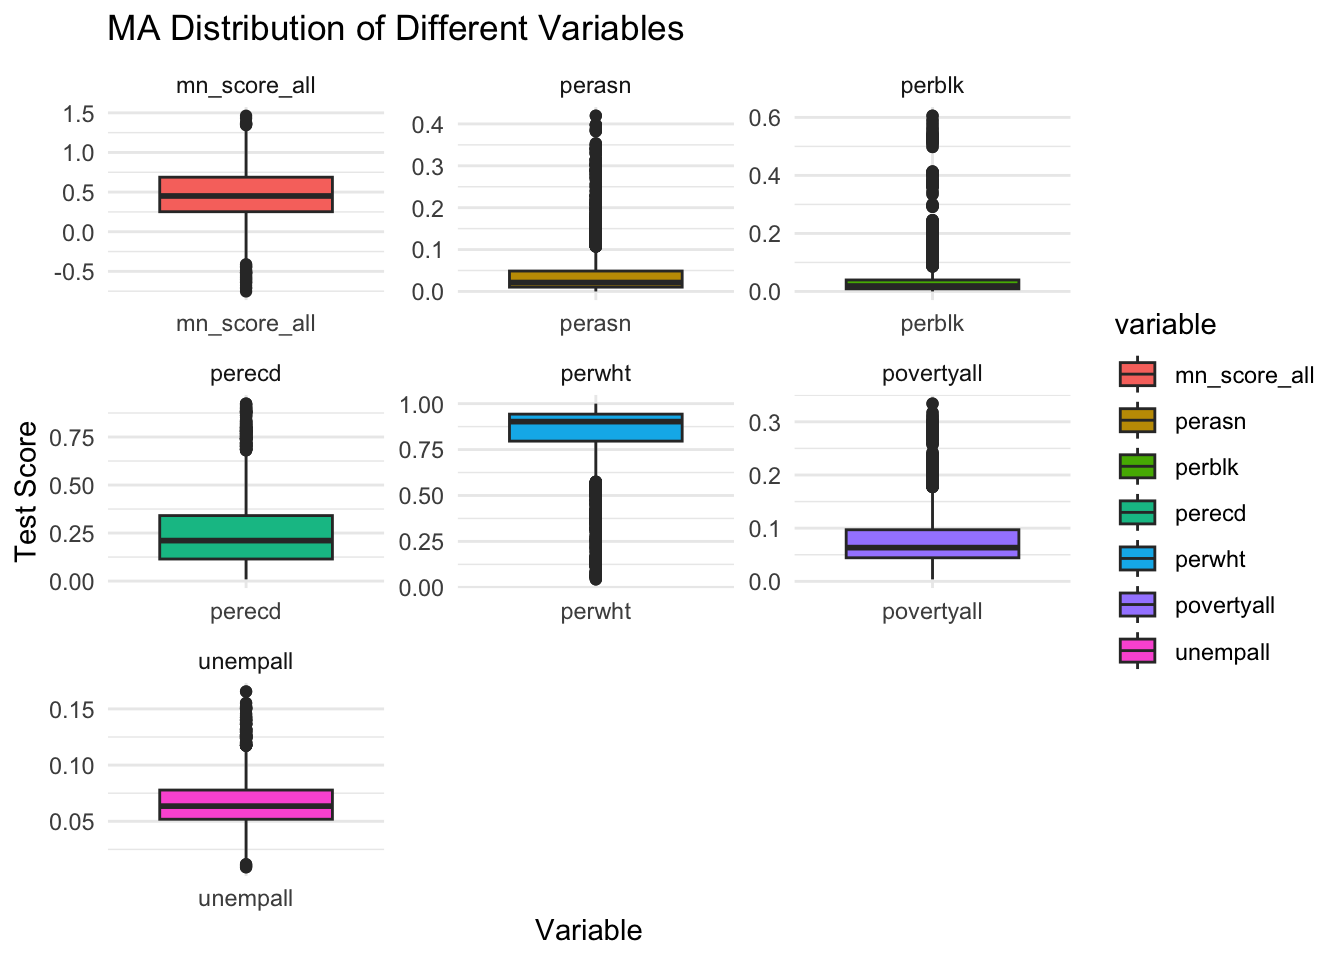 MA Distribution of Different Variables
mn_score_all
perasn
perblk
1.5
1.0
0.5
0.0
-0.5
0.4
0.3
0.2
0.1
0.0
0.6
0.4
0.2
0.0
mn_score_all
perasn
perblk
perecd
perwht
povertyall
0.75
0.50
0.25
0.00
1.00
0.75
0.50
0.25
0.00
0.3
0.2
0.1
0.0
perecd
perwht
povertyall
unempall
0.15
0.10
0.05
unempall
Test Score
Variable
variable
mn_score_all
perasn
perblk
perecd
perwht
povertyall
unempall